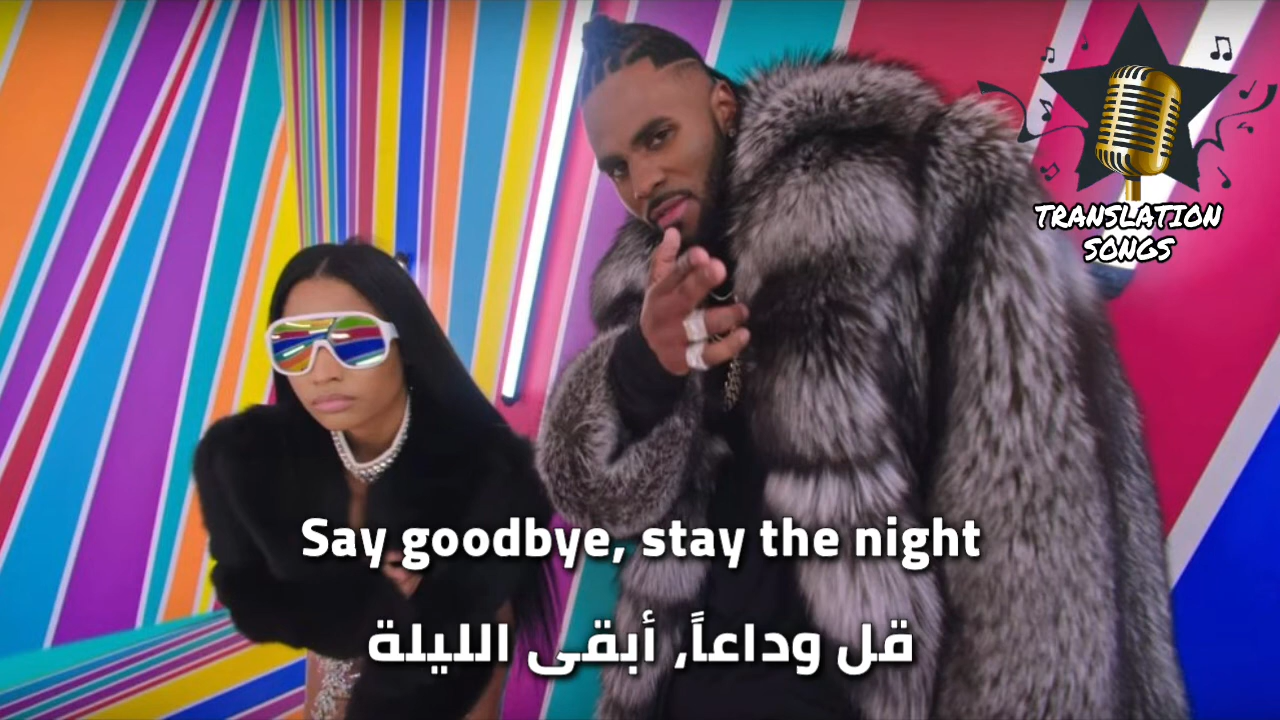 TRANSLATION
SONGS
Say goodbye, stay the night
قل وداعاً, أبقى الليلة